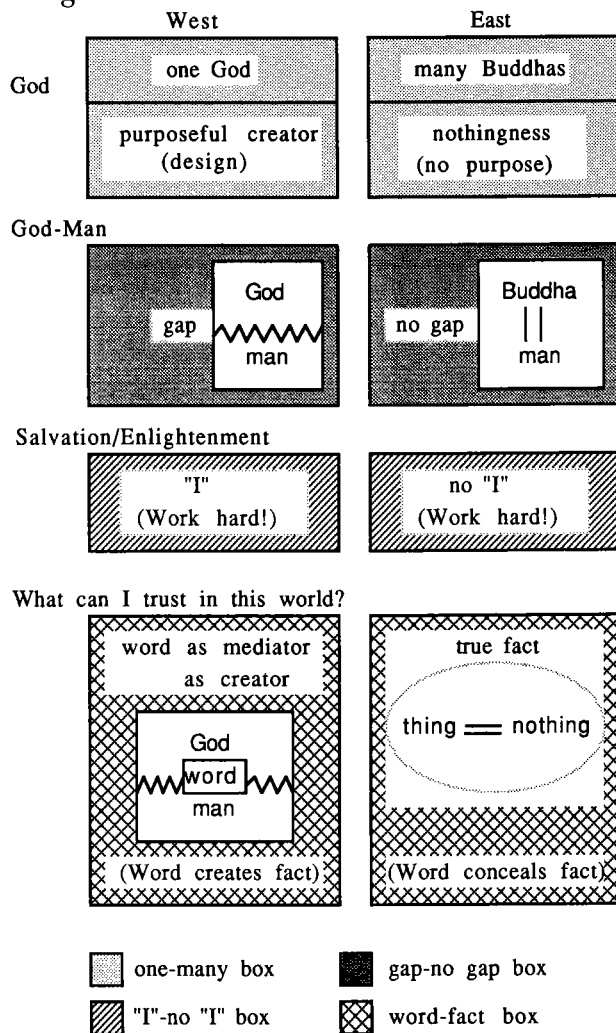 West East
God
one God many Buddhas
purposeful creator nothingness
(design) (no purpose)
God-Man
God Buddha
gap no gap
man man
Salvation/Enlightenment
"I" no "I"
(Work hard!) (Work hard!)
What can I trust in this world?
word as mediator true fact
as creator
thing nothing
God
word
man
(Word creates fact) (Word conceals fact)
one-many box gap-no gap box
"I"-no "I" box word-fact box